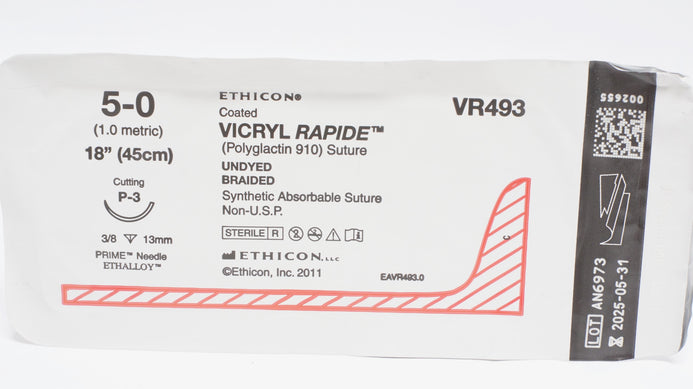 5-0
(1.0 metric)
18” (45cm)
Cutting
P-3
3/8 13mm
PRIME™ Needle
ETHALLOY™
ETHICON®
Coated
VICRYL RAPIDE™
(Polyglactin 910) Suture
UNDYED
BRAIDED
Synthetic Absorbable Suture
Non-U.S.P.
STERILE R
ETHICON, LLC
©Ethicon, Inc. 2011
VR493
C
EAVR493.0
002655
LOT AN6973
2025-05-31